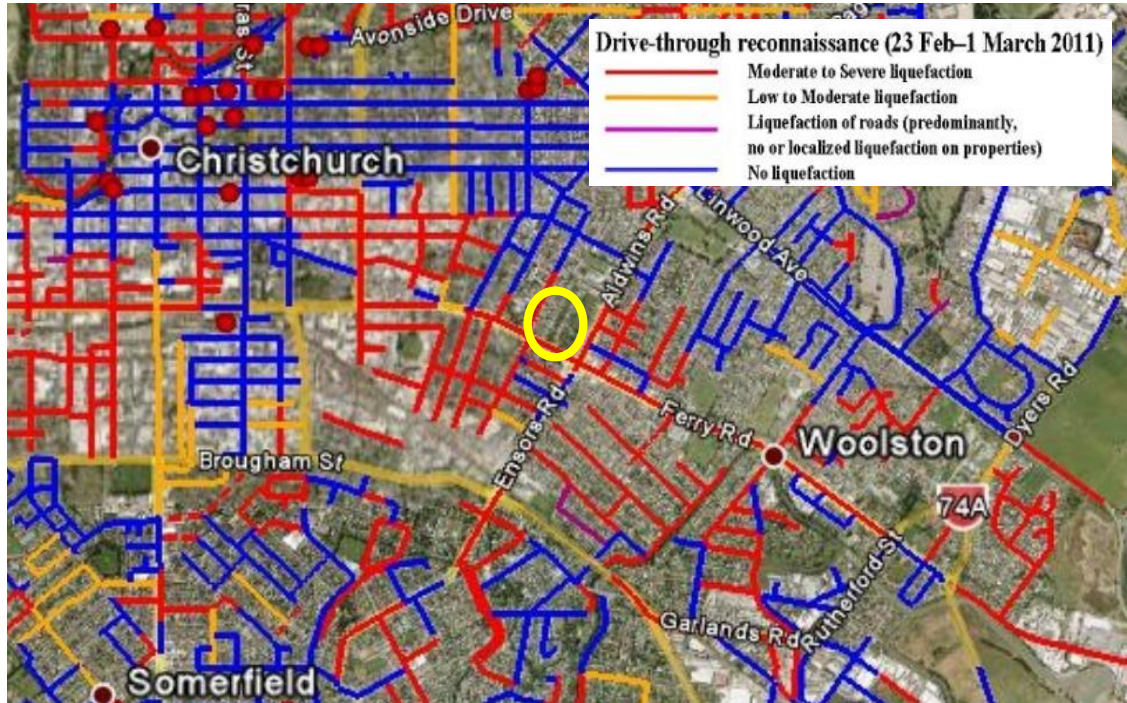 Avonside Drive
Drive-through reconnaissance (23 Feb–1 March 2011)
Moderate to Severe liquefaction
Low to Moderate liquefaction
Liquefaction of roads (predominantly,
no or localized liquefaction on properties)
No liquefaction
Christchurch
Linwood Ave
Aldwins Rd
Ferry Rd
Woolston
Dyers Rd
Ensors Rd
Brougham St
74A
Rutherford St
Garlands Rd
Somerfield